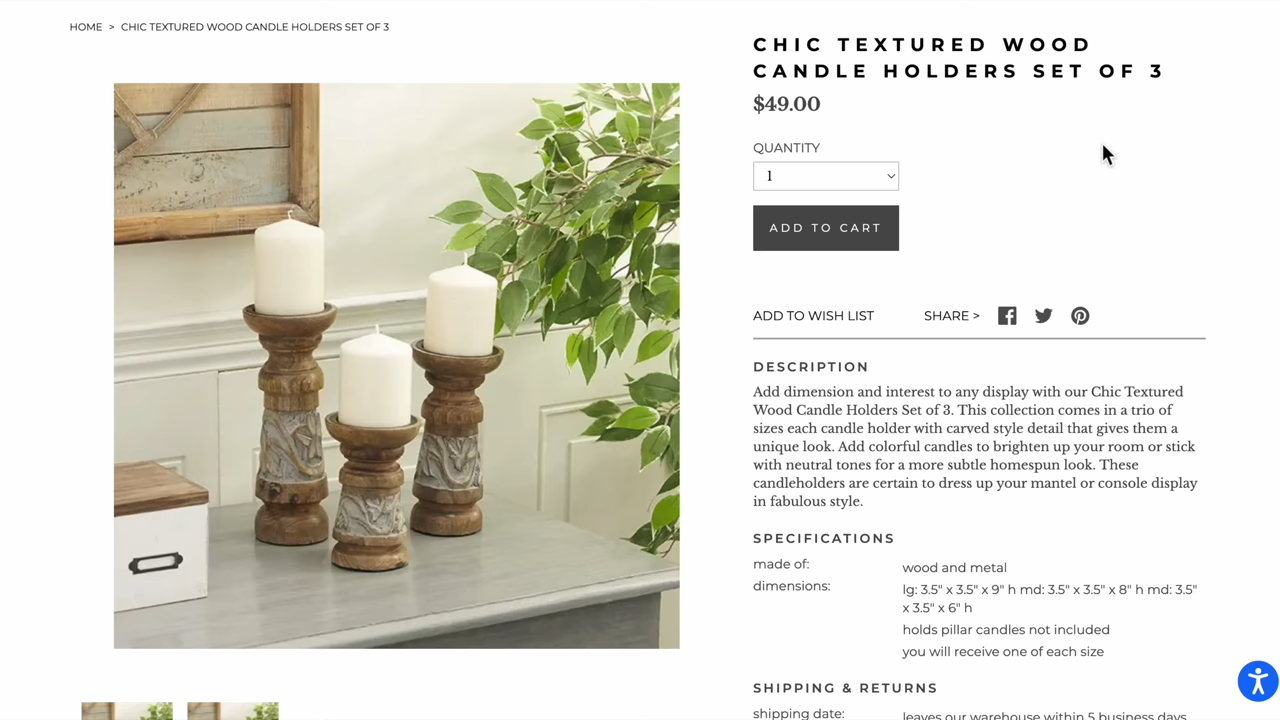 HOME > CHIC TEXTURED WOOD CANDLE HOLDERS SET OF 3
CHIC TEXTURED WOOD
CANDLE HOLDERS SET OF 3
$49.00
QUANTITY
1
ADD TO CART
ADD TO WISH LIST
SHARE >
DESCRIPTION
Add dimension and interest to any display with our Chic Textured
Wood Candle Holders Set of 3. This collection comes in a trio of
sizes each candle holder with carved style detail that gives them a
unique look. Add colorful candles to brighten up your room or stick
with neutral tones for a more subtle homespun look. These
candleholders are certain to dress up your mantel or console display
in fabulous style.
SPECIFICATIONS
made of:
wood and metal
dimensions:
lg: 3.5" x 3.5" x 9" h md: 3.5" x 3.5" x 8" h md: 3.5"
x 3.5" x 6" h
holds pillar candles not included
you will receive one of each size
SHIPPING & RETURNS
shipping date:
leaves our warehouse within 5 business days